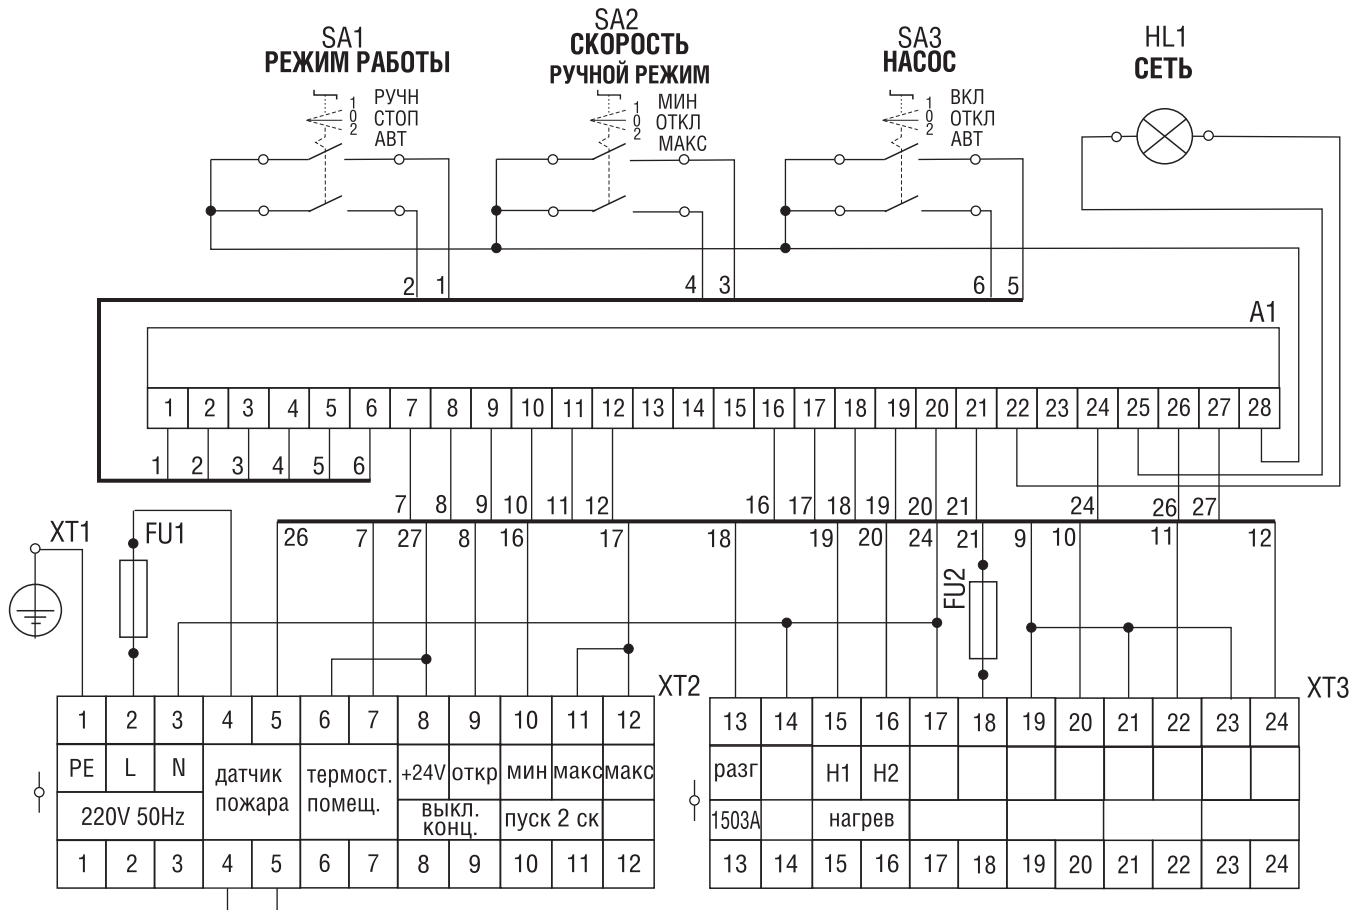 SA1
РЕЖИМ РАБОТЫ
1 РУЧН
0 СТОП
2 АВТ
SA2
СКОРОСТЬ
РУЧНОЙ РЕЖИМ
1 МИН
0 ОТКЛ
2 МАКС
SA3
НАСОС
1 ВКЛ
0 ОТКЛ
2 АВТ
HL1
СЕТЬ
2 1 4 3 6 5
A1
1 2 3 4 5 6 7 8 9 10 11 12 13 14 15 16 17 18 19 20 21 22 23 24 25 26 27 28
1 2 3 4 5 6
7 8 9 10 11 12 16 17 18 19 20 21 24 26 27
XT1
FU1
26 7 27 8 16 17 18 19 20 24 21 9 10 11 12
FU2
XT2
XT3
1 2 3 4 5 6 7 8 9 10 11 12
PE L N
датчик
пожара
термост.
помещ.
+24V откр мин макс макс
220V 50Hz
выкл.
конц.
пуск 2 ск
1 2 3 4 5 6 7 8 9 10 11 12
13 14 15 16 17 18 19 20 21 22 23 24
разг Н1 Н2
1503А нагрев
13 14 15 16 17 18 19 20 21 22 23 24